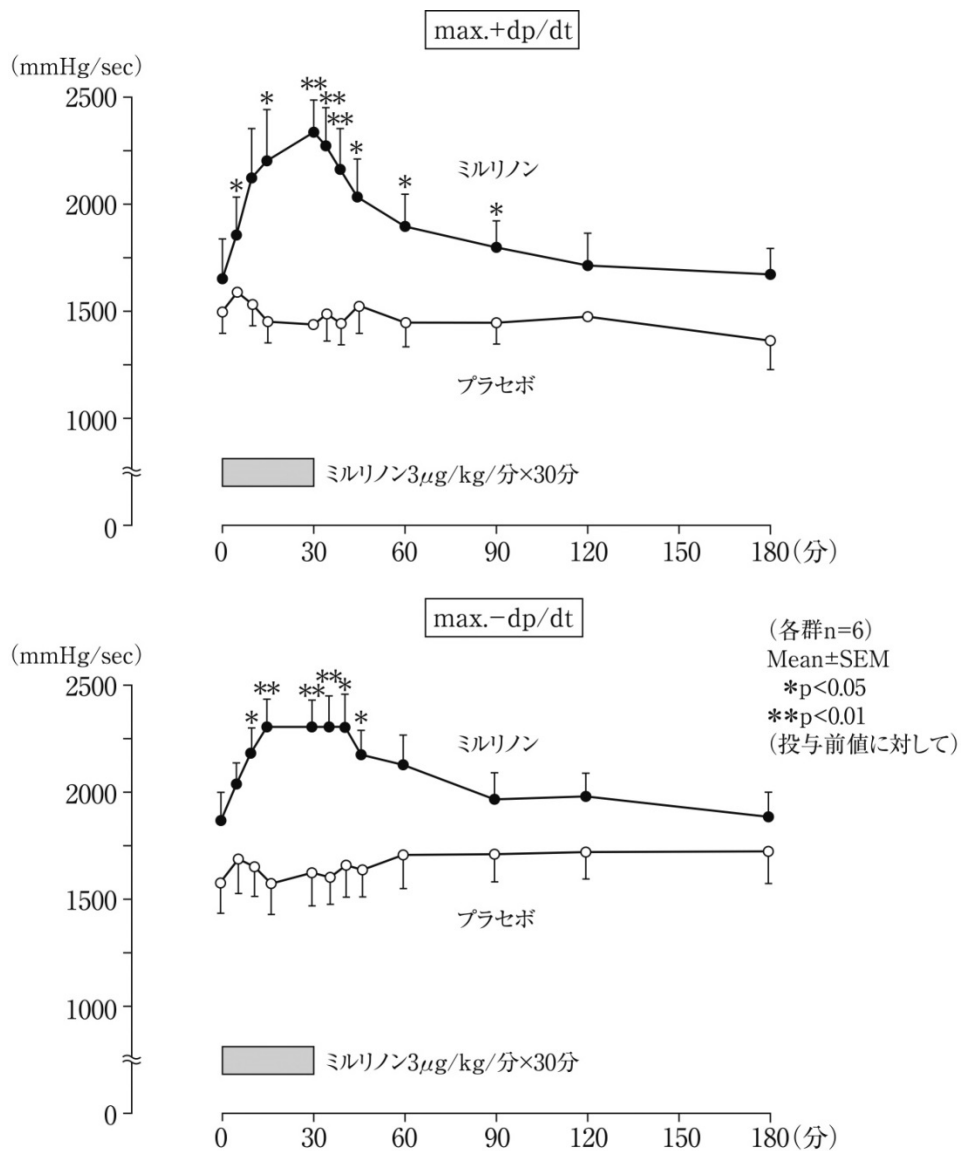 max.+dp/dt
(mmHg/sec)
2500
2000
1500
1000
0
* * ** ** ** * * *
ミルリノン
プラセボ
ミルリノン3μg/kg/分×30分
0 30 60 90 120 150 180(分)
max.−dp/dt
(mmHg/sec)
2500
2000
1500
1000
0
* ** ** ** * *
ミルリノン
プラセボ
ミルリノン3μg/kg/分×30分
0 30 60 90 120 150 180(分)
(各群n=6)
Mean±SEM
*p<0.05
**p<0.01
(投与前値に対して)